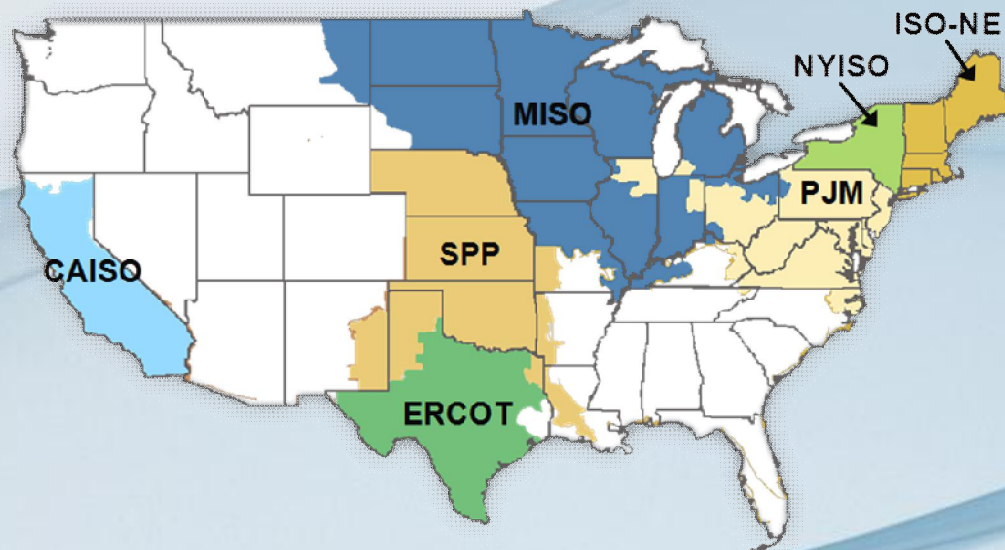 ISO-NE
NYISO
MISO
PJM
SPP
CAISO
ERCOT